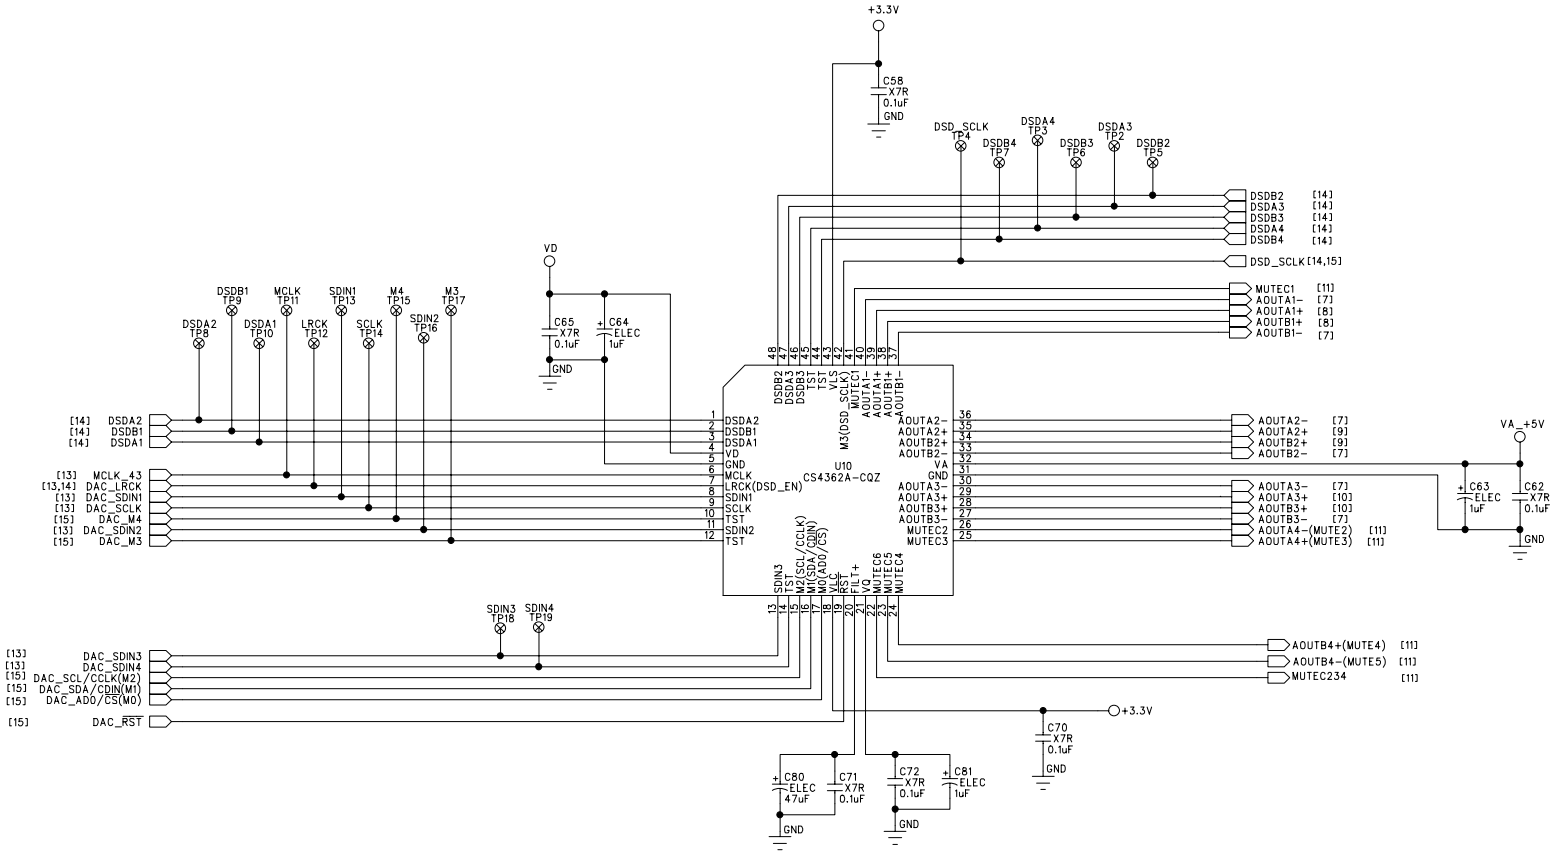 +3.3V
C58
X7R
0.1uF
GND
DSD_SCLK
TP4
DSDB4
TP7
DSDA4
TP3
DSDB3
TP6
DSDA3
TP2
DSDB2
TP5
DSDB2 [14]
DSDA3 [14]
DSDB3 [14]
DSDA4 [14]
DSDB4 [14]
DSD_SCLK [14,15]
MUTEC1 [11]
AOUTA1- [7]
AOUTA1+ [8]
AOUTB1+ [8]
AOUTB1- [7]
VD
C65
X7R
0.1uF
C64
ELEC
1uF
GND
DSDA2
TP8
DSDB1
TP9
DSDA1
TP10
MCLK
TP11
LRCK
TP12
SDIN1
TP13
SCLK
TP14
M4
TP15
SDIN2
TP16
M3
TP17
48 47 46 45 44 43 42 41 40 39 38 37
DSDB2
DSDA3
DSDB3
TST
TST
VLS
M3(DSD_SCLK)
MUTEC1
AOUTA1-
AOUTA1+
AOUTB1+
AOUTB1-
[14] DSDA2
[14] DSDB1
[14] DSDA1
[13] MCLK_43
[13,14] DAC_LRCK
[13] DAC_SDIN1
[13] DAC_SCLK
[15] DAC_M4
[13] DAC_SDIN2
[15] DAC_M3
1 DSDA2
2 DSDB1
3 DSDA1
4 VD
5 GND
6 MCLK
7 LRCK(DSD_EN)
8 SDIN1
9 SCLK
10 TST
11 SDIN2
12 TST
U10
CS4362A-CQZ
AOUTA2- 36
AOUTA2+ 35
AOUTB2+ 34
AOUTB2- 33
VA 32
GND 31
AOUTA3- 30
AOUTA3+ 29
AOUTB3+ 28
AOUTB3- 27
MUTEC2 26
MUTEC3 25
AOUTA2- [7]
AOUTA2+ [9]
AOUTB2+ [9]
AOUTB2- [7]
AOUTA3- [7]
AOUTA3+ [10]
AOUTB3+ [10]
AOUTB3- [7]
AOUTA4-(MUTE2) [11]
AOUTA4+(MUTE3) [11]
VA_+5V
C63
ELEC
1uF
C62
X7R
0.1uF
GND
SDIN3
TST
M2(SCL/CCLK)
M1(SDA/CDIN)
M0(AD0/CS)
VLC
RST
FILT+
VQ
MUTEC6
MUTEC5
MUTEC4
13 14 15 16 17 18 19 20 21 22 23 24
SDIN3
TP18
SDIN4
TP19
[13] DAC_SDIN3
[13] DAC_SDIN4
[15] DAC_SCL/CCLK(M2)
[15] DAC_SDA/CDIN(M1)
[15] DAC_AD0/CS(M0)
[15] DAC_RST
AOUTB4+(MUTE4) [11]
AOUTB4-(MUTE5) [11]
MUTEC234 [11]
+3.3V
C70
X7R
0.1uF
GND
C80
ELEC
47uF
C71
X7R
0.1uF
GND
C72
X7R
0.1uF
C81
ELEC
1uF
GND